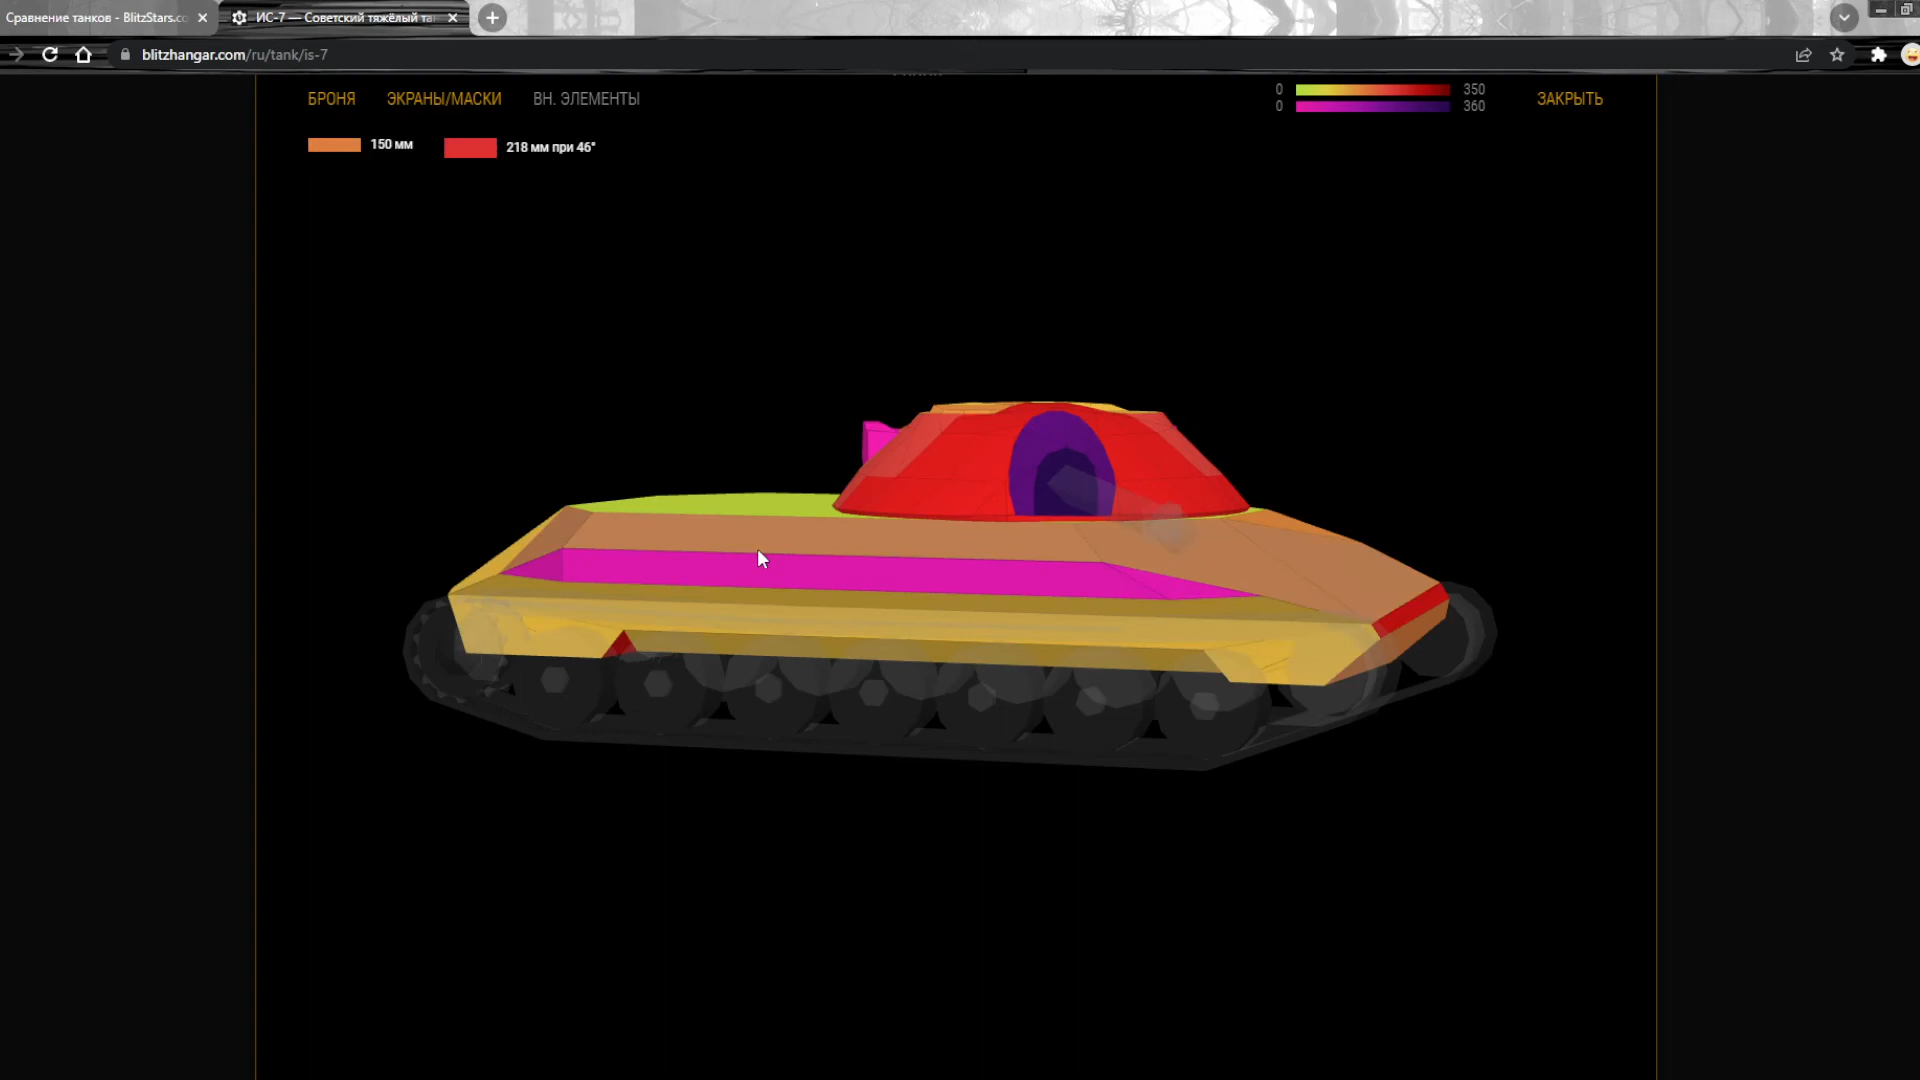 Сравнение танков - BlitzStars.co
ИС-7 — Советский тяжёлый та
blitzhangar.com/ru/tank/is-7
БРОНЯ ЭКРАНЫ/МАСКИ ВН. ЭЛЕМЕНТЫ
0 350
0 360
ЗАКРЫТЬ
150 мм 218 мм при 46°